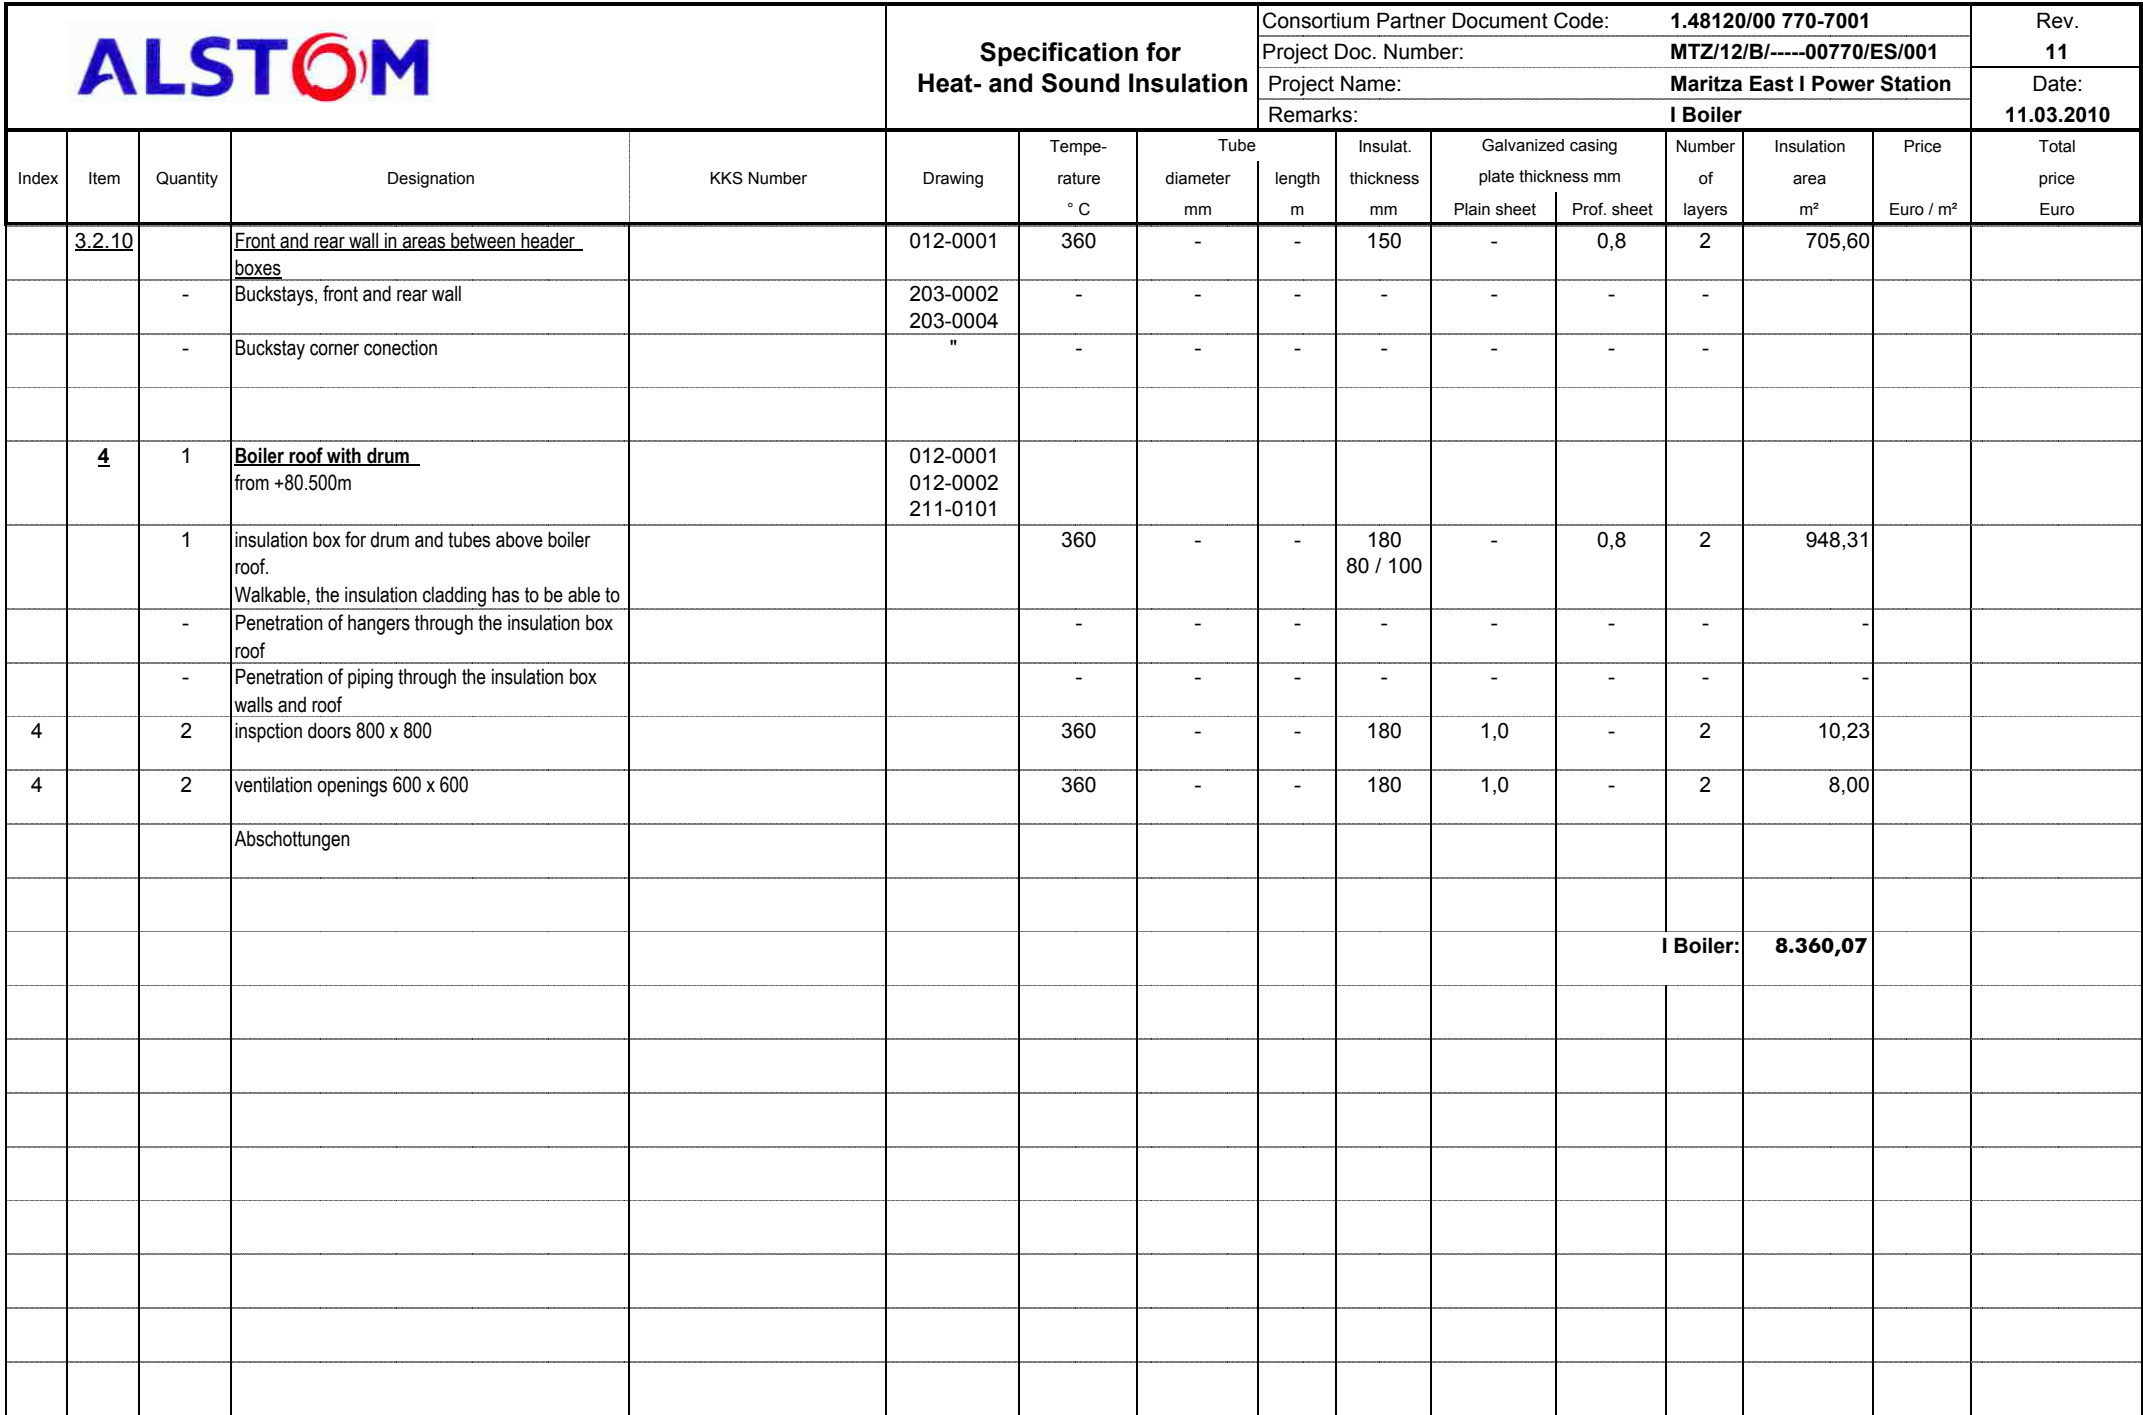 ALSTOM
Specification for
Heat- and Sound Insulation
Consortium Partner Document Code: 1.48120/00 770-7001
Project Doc. Number: MTZ/12/B/-----00770/ES/001
Project Name: Maritza East I Power Station
Remarks: I Boiler
Rev.
11
Date:
11.03.2010
Index Item Quantity Designation KKS Number Drawing
Tempe-
rature
° C
Tube
diameter length
mm m
Insulat.
thickness
mm
Galvanized casing
plate thickness mm
Plain sheet Prof. sheet
Number
of
layers
Insulation
area
m²
Price
Euro / m²
Total
price
Euro
3.2.10 Front and rear wall in areas between header 012-0001 360 - - 150 - 0,8 2 705,60
boxes
- Buckstays, front and rear wall 203-0002 - - - - - - -
203-0004
- Buckstay corner conection " - - - - - - -
4 1 Boiler roof with drum 012-0001
from +80.500m 012-0002
211-0101
1 insulation box for drum and tubes above boiler 360 - - 180 - 0,8 2 948,31
roof. 80 / 100
Walkable, the insulation cladding has to be able to
- Penetration of hangers through the insulation box - - - - - - - -
roof
- Penetration of piping through the insulation box - - - - - - - -
walls and roof
4 2 inspction doors 800 x 800 360 - - 180 1,0 - 2 10,23
4 2 ventilation openings 600 x 600 360 - - 180 1,0 - 2 8,00
Abschottungen
I Boiler: 8.360,07